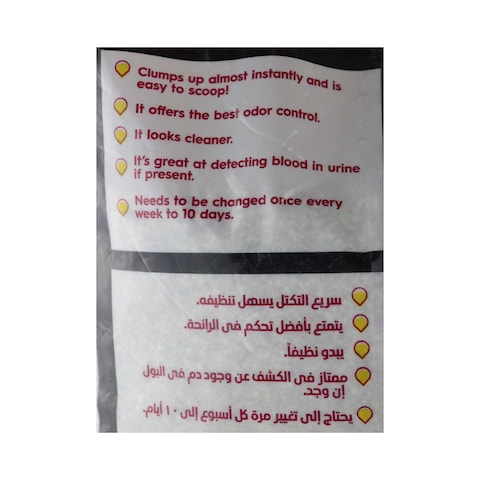 Clumps up almost instantly and is
easy to scoop!
It offers the best odor control.
It looks cleaner.
It's great at detecting blood in urine
if present.
Needs to be changed once every
week to 10 days.
سريع التكتل يسهل تنظيفه.
يتمتع بأفضل تحكم في الرائحة.
يبدو نظيفاً.
ممتاز في الكشف عن وجود دم في البول
إن وجد.
يحتاج إلى تغيير مرة كل أسبوع إلى ١٠ أيام.